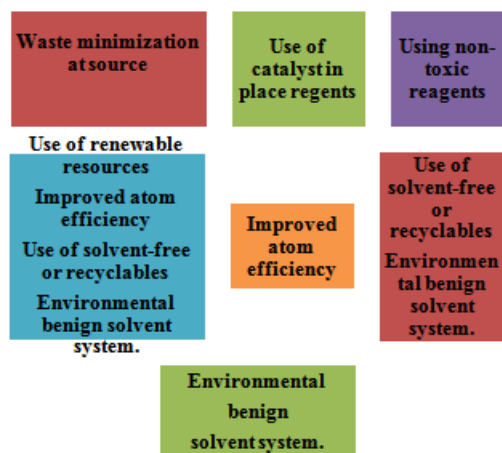 Waste minimization
at source
Use of
catalyst in
place regents
Using non-
toxic
reagents
Use of renewable
resources
Improved atom
efficiency
Use of solvent-free
or recyclables
Environmental
benign solvent
system.
Improved
atom
efficiency
Use of
solvent-free
or
recyclables
Environmen
tal benign
solvent
system.
Environmental
benign
solvent system.